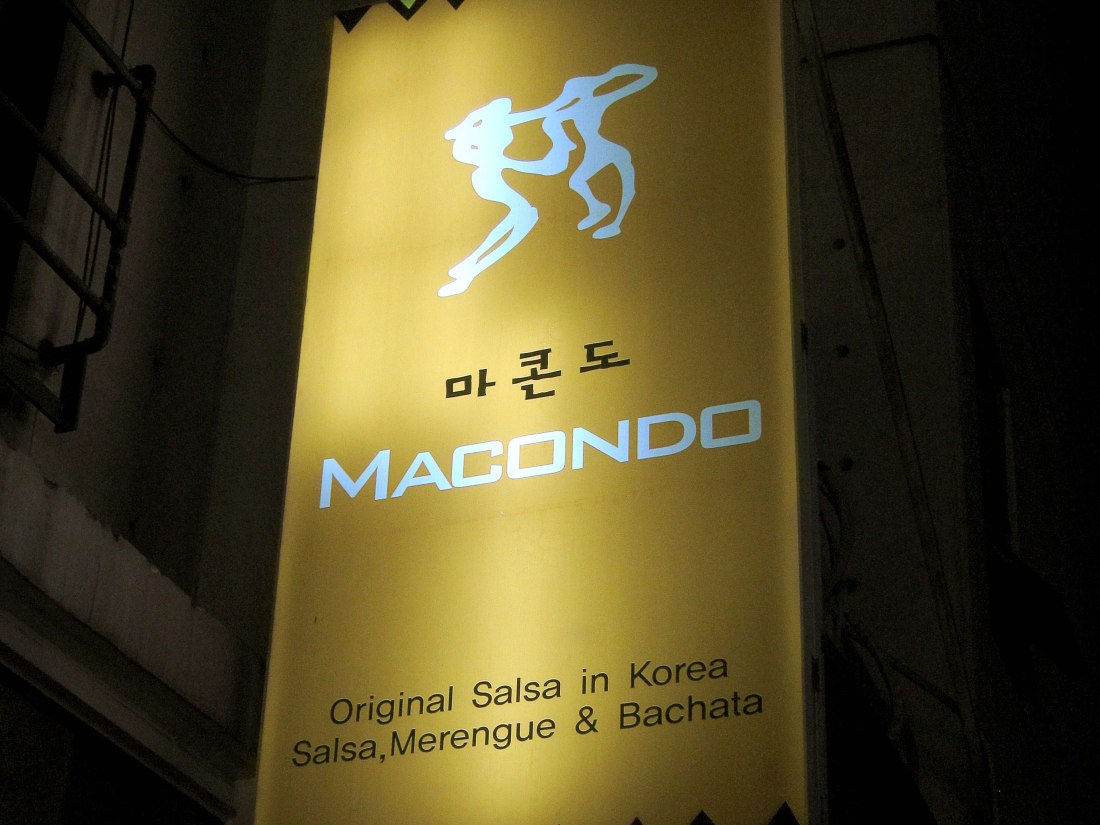 마콘도
MACONDO
Original Salsa in Korea
Salsa,Merengue & Bachata